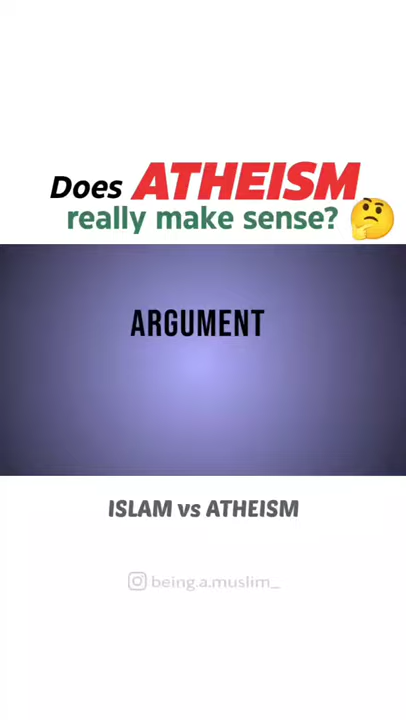 Does ATHEISM
really make sense?
ARGUMENT
ISLAM vs ATHEISM
being.a.muslim_